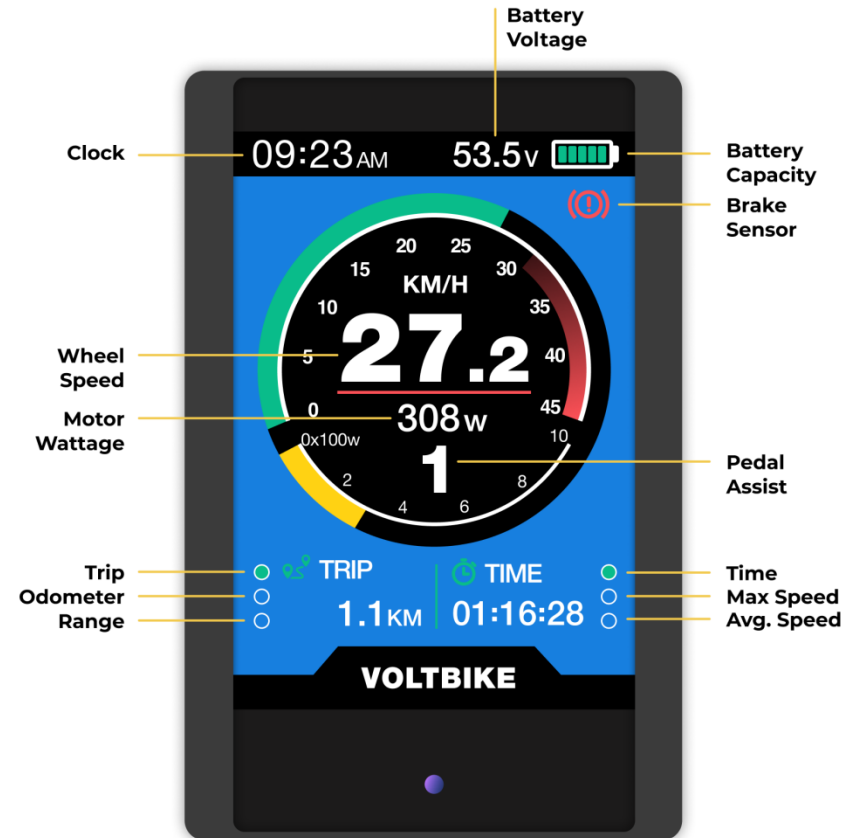 Battery
Voltage
Clock
09:23AM
53.5V
Battery
Capacity
Brake
Sensor
20 25
15 30
KM/H
10 35
27.2
5 40
Wheel
Speed
0 45
308W
Motor
Wattage
0x100w 10
1
2 8
4 6
Pedal
Assist
Trip
Odometer
Range
TRIP
1.1KM
TIME
01:16:28
Time
Max Speed
Avg. Speed
VOLTBIKE